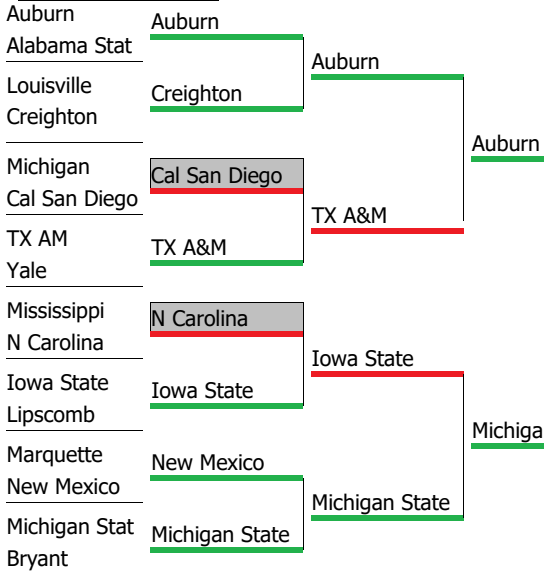 Auburn
Alabama Stat
Louisville
Creighton
Michigan
Cal San Diego
TX AM
Yale
Mississippi
N Carolina
Iowa State
Lipscomb
Marquette
New Mexico
Michigan Stat
Bryant
Auburn
Creighton
Cal San Diego
TX A&M
N Carolina
Iowa State
New Mexico
Michigan State
Auburn
TX A&M
Iowa State
Michigan State
Auburn
Michiga